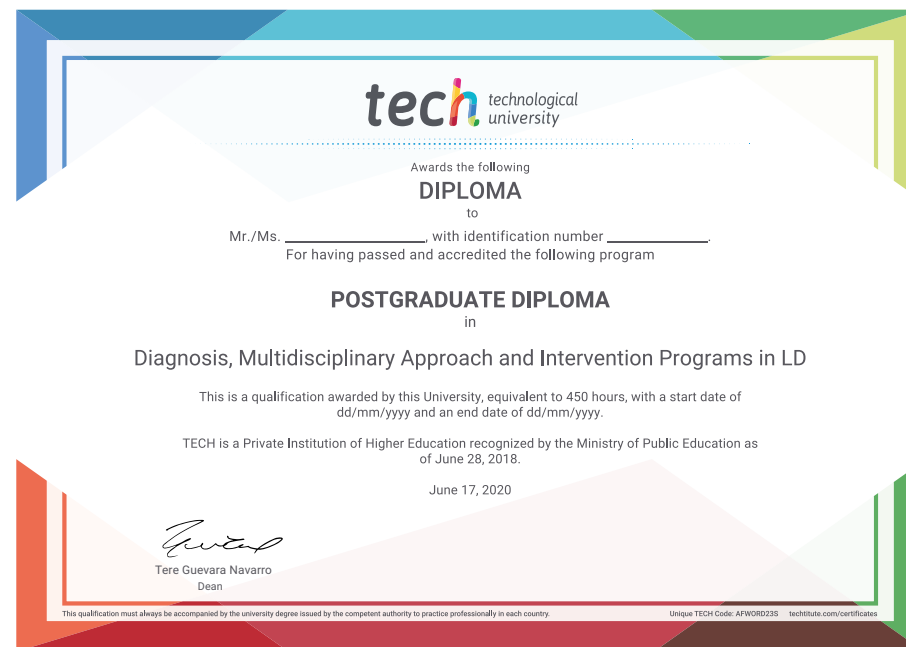 tech technological
university
Awards the following
DIPLOMA
to
Mr./Ms. ____________________, with identification number ______________.
For having passed and accredited the following program
POSTGRADUATE DIPLOMA
in
Diagnosis, Multidisciplinary Approach and Intervention Programs in LD
This is a qualification awarded by this University, equivalent to 450 hours, with a start date of
dd/mm/yyyy and an end date of dd/mm/yyyy.
TECH is a Private Institution of Higher Education recognized by the Ministry of Public Education as
of June 28, 2018.
June 17, 2020
Tere Guevara Navarro
Dean
This qualification must always be accompanied by the university degree issued by the competent authority to practice professionally in each country.
Unique TECH Code: AFWORD23S techtitute.com/certificates